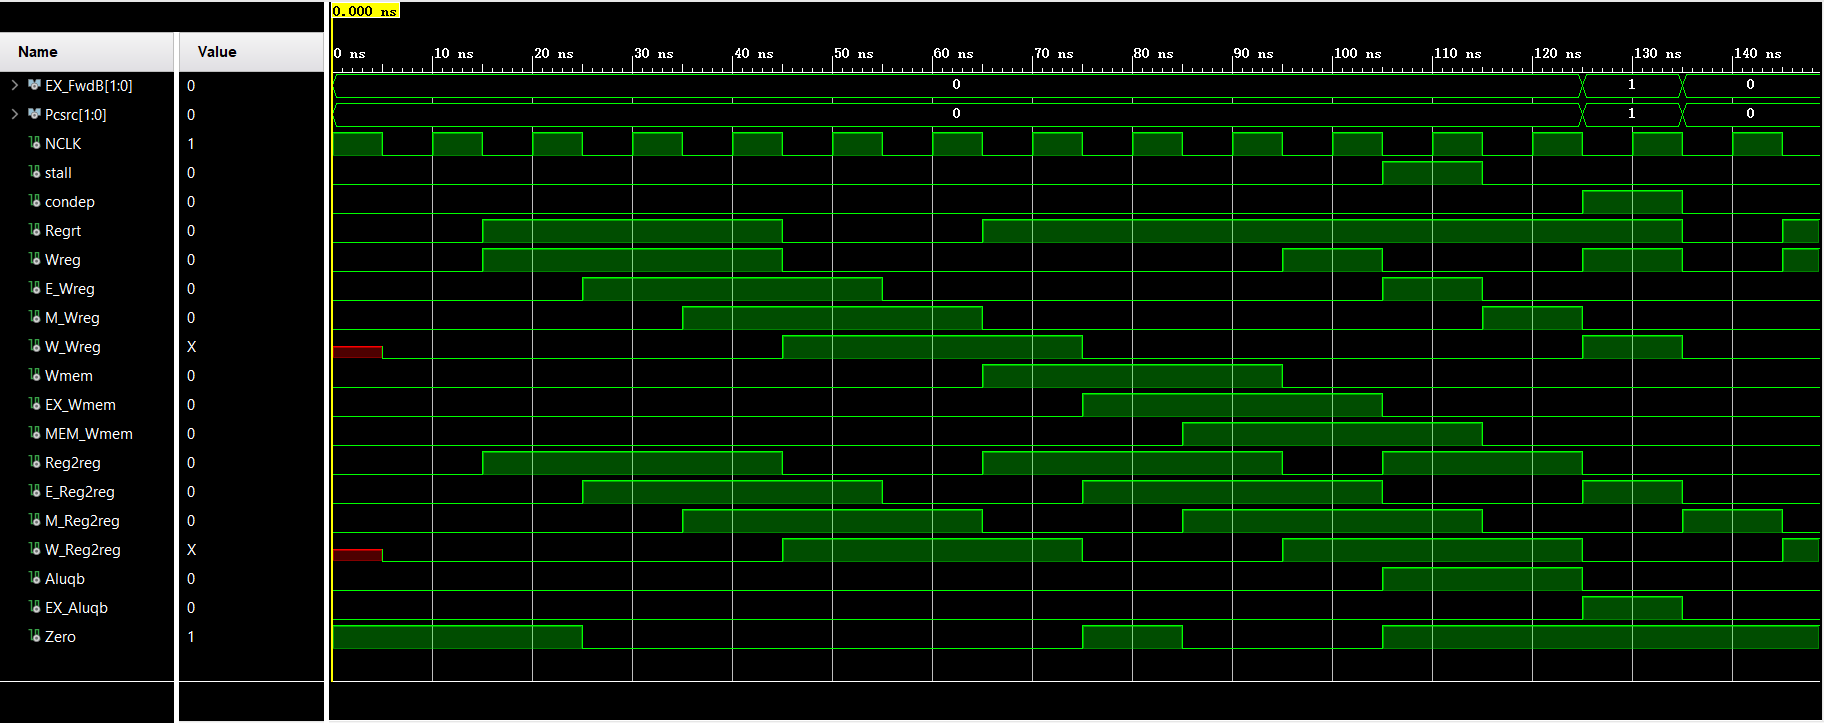 0.000 ns
Name Value
0 ns 10 ns 20 ns 30 ns 40 ns 50 ns 60 ns 70 ns 80 ns 90 ns 100 ns 110 ns 120 ns 130 ns 140 ns
EX_FwdB[1:0] 0 0 1 0
Pcsrc[1:0] 0 0 1 0
NCLK 1
stall 0
condep 0
Regrt 0
Wreg 0
E_Wreg 0
M_Wreg 0
W_Wreg X
Wmem 0
EX_Wmem 0
MEM_Wmem 0
Reg2reg 0
E_Reg2reg 0
M_Reg2reg 0
W_Reg2reg X
Aluqb 0
EX_Aluqb 0
Zero 1